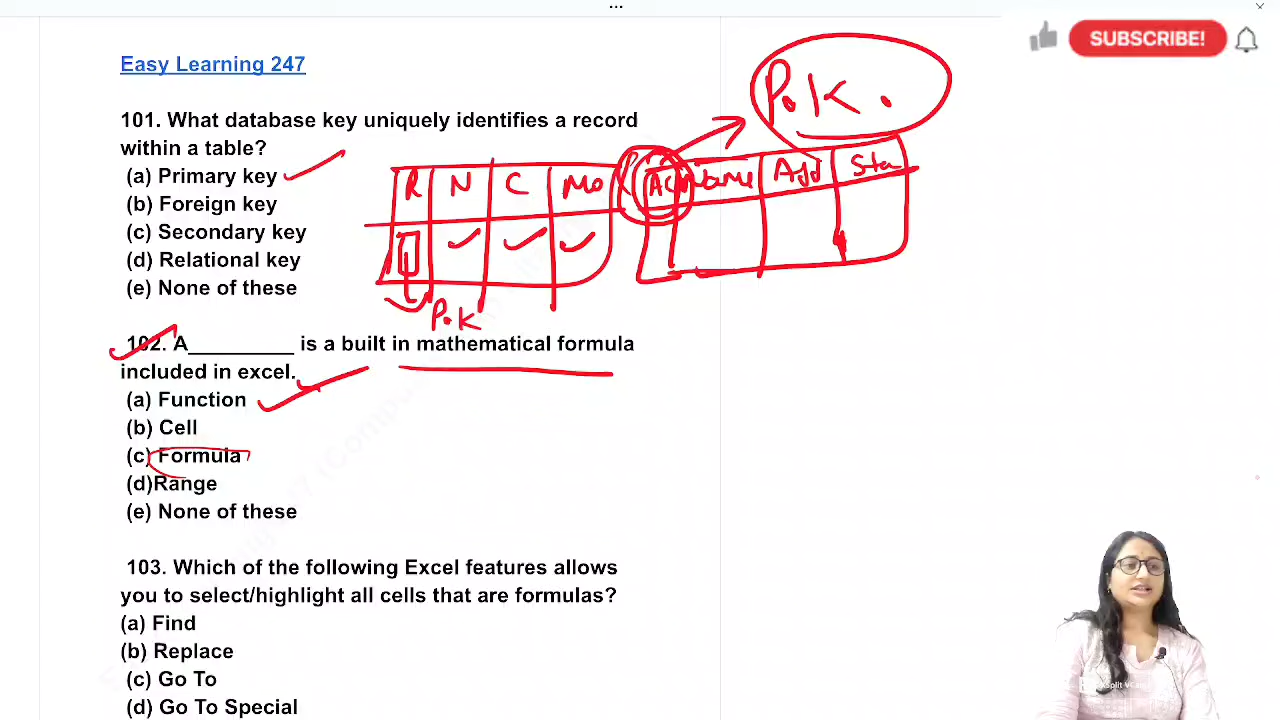 SUBSCRIBE!
Easy Learning 247
P.K.
101. What database key uniquely identifies a record
within a table?
(a) Primary key
(b) Foreign key
(c) Secondary key
(d) Relational key
(e) None of these
R N C Mo
AC Name Add Sta
P.K
102. A_________ is a built in mathematical formula
included in excel.
(a) Function
(b) Cell
(c) Formula
(d)Range
(e) None of these
103. Which of the following Excel features allows
you to select/highlight all cells that are formulas?
(a) Find
(b) Replace
(c) Go To
(d) Go To Special